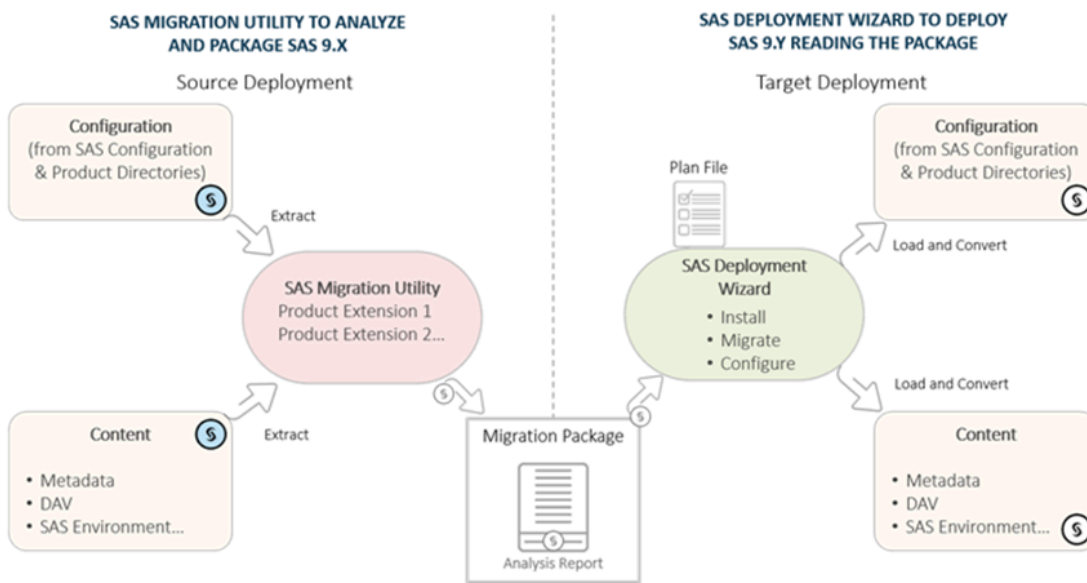 SAS MIGRATION UTILITY TO ANALYZE
AND PACKAGE SAS 9.X
Source Deployment
Configuration
(from SAS Configuration
& Product Directories)
Extract
SAS Migration Utility
Product Extension 1
Product Extension 2...
Content
• Metadata
• DAV
• SAS Environment...
Extract
Migration Package
Analysis Report
SAS DEPLOYMENT WIZARD TO DEPLOY
SAS 9.Y READING THE PACKAGE
Target Deployment
Plan File
SAS Deployment
Wizard
• Install
• Migrate
• Configure
Configuration
(from SAS Configuration
& Product Directories)
Load and Convert
Load and Convert
Content
• Metadata
• DAV
• SAS Environment...